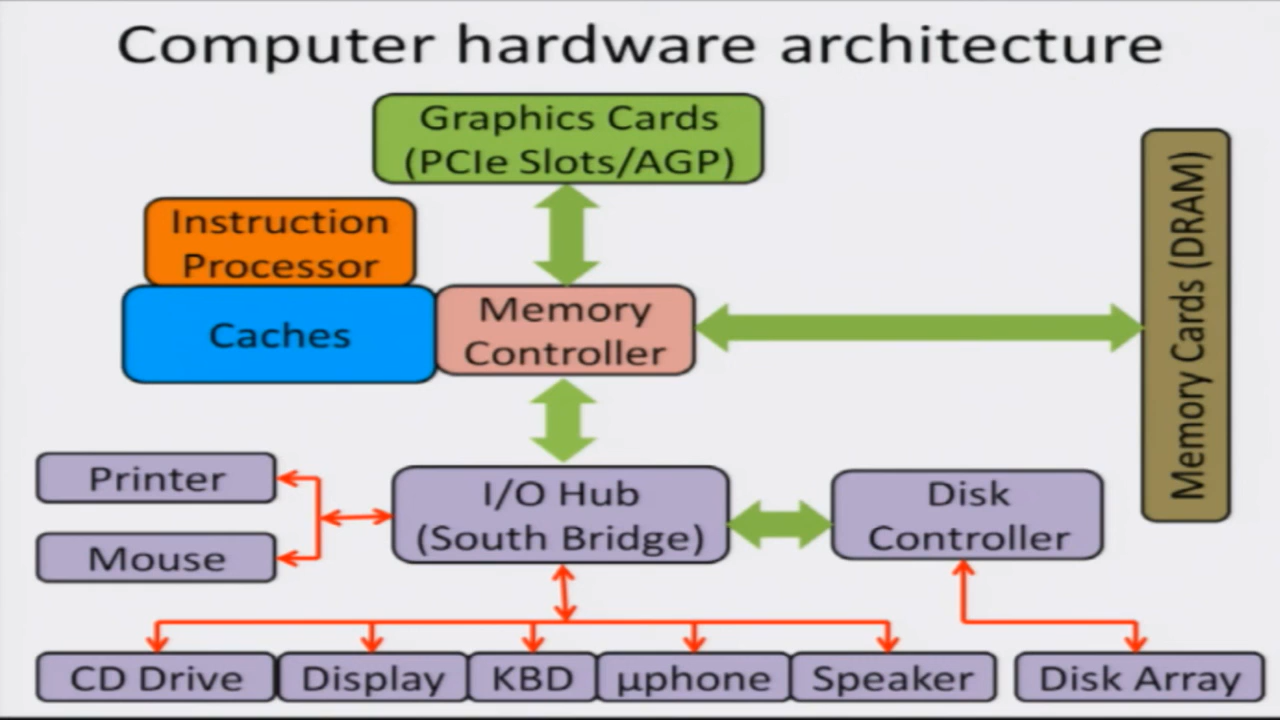 Computer hardware architecture
Graphics Cards
(PCIe Slots/AGP)
Instruction
Processor
Caches
Memory
Controller
Memory Cards (DRAM)
Printer
Mouse
I/O Hub
(South Bridge)
Disk
Controller
CD Drive
Display
KBD
µphone
Speaker
Disk Array